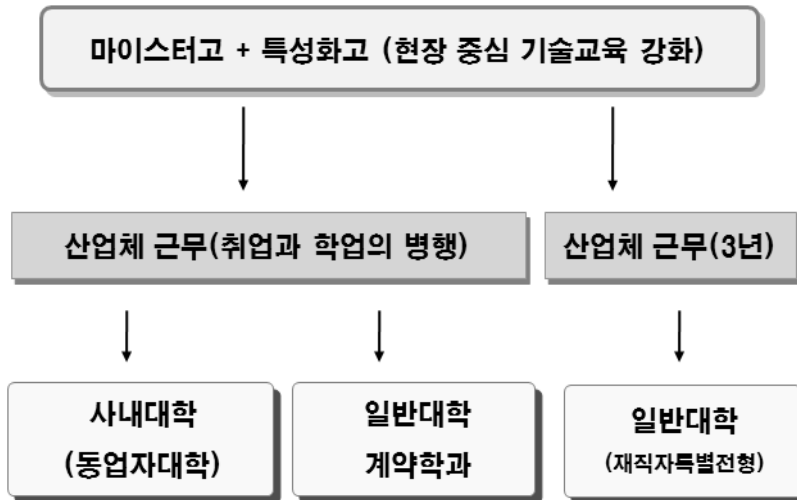 마이스터고 + 특성화고 (현장 중심 기술교육 강화)
산업체 근무(취업과 학업의 병행)
산업체 근무(3년)
사내대학
(동업자대학)
일반대학
계약학과
일반대학
(재직자특별전형)